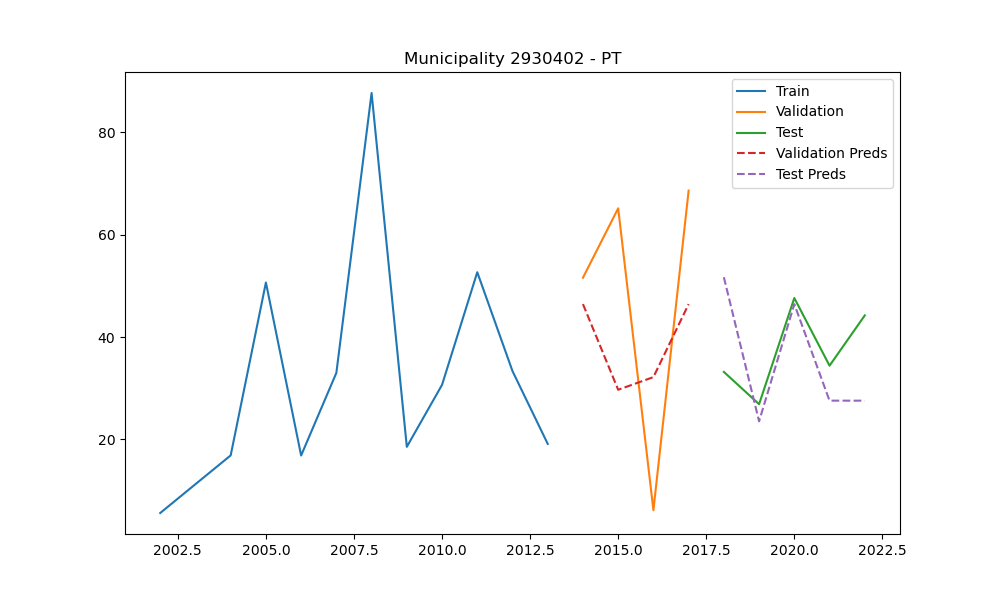 Municipality 2930402 - PT
Train
Validation
Test
Validation Preds
Test Preds
80
60
40
20
2002.5 2005.0 2007.5 2010.0 2012.5 2015.0 2017.5 2020.0 2022.5